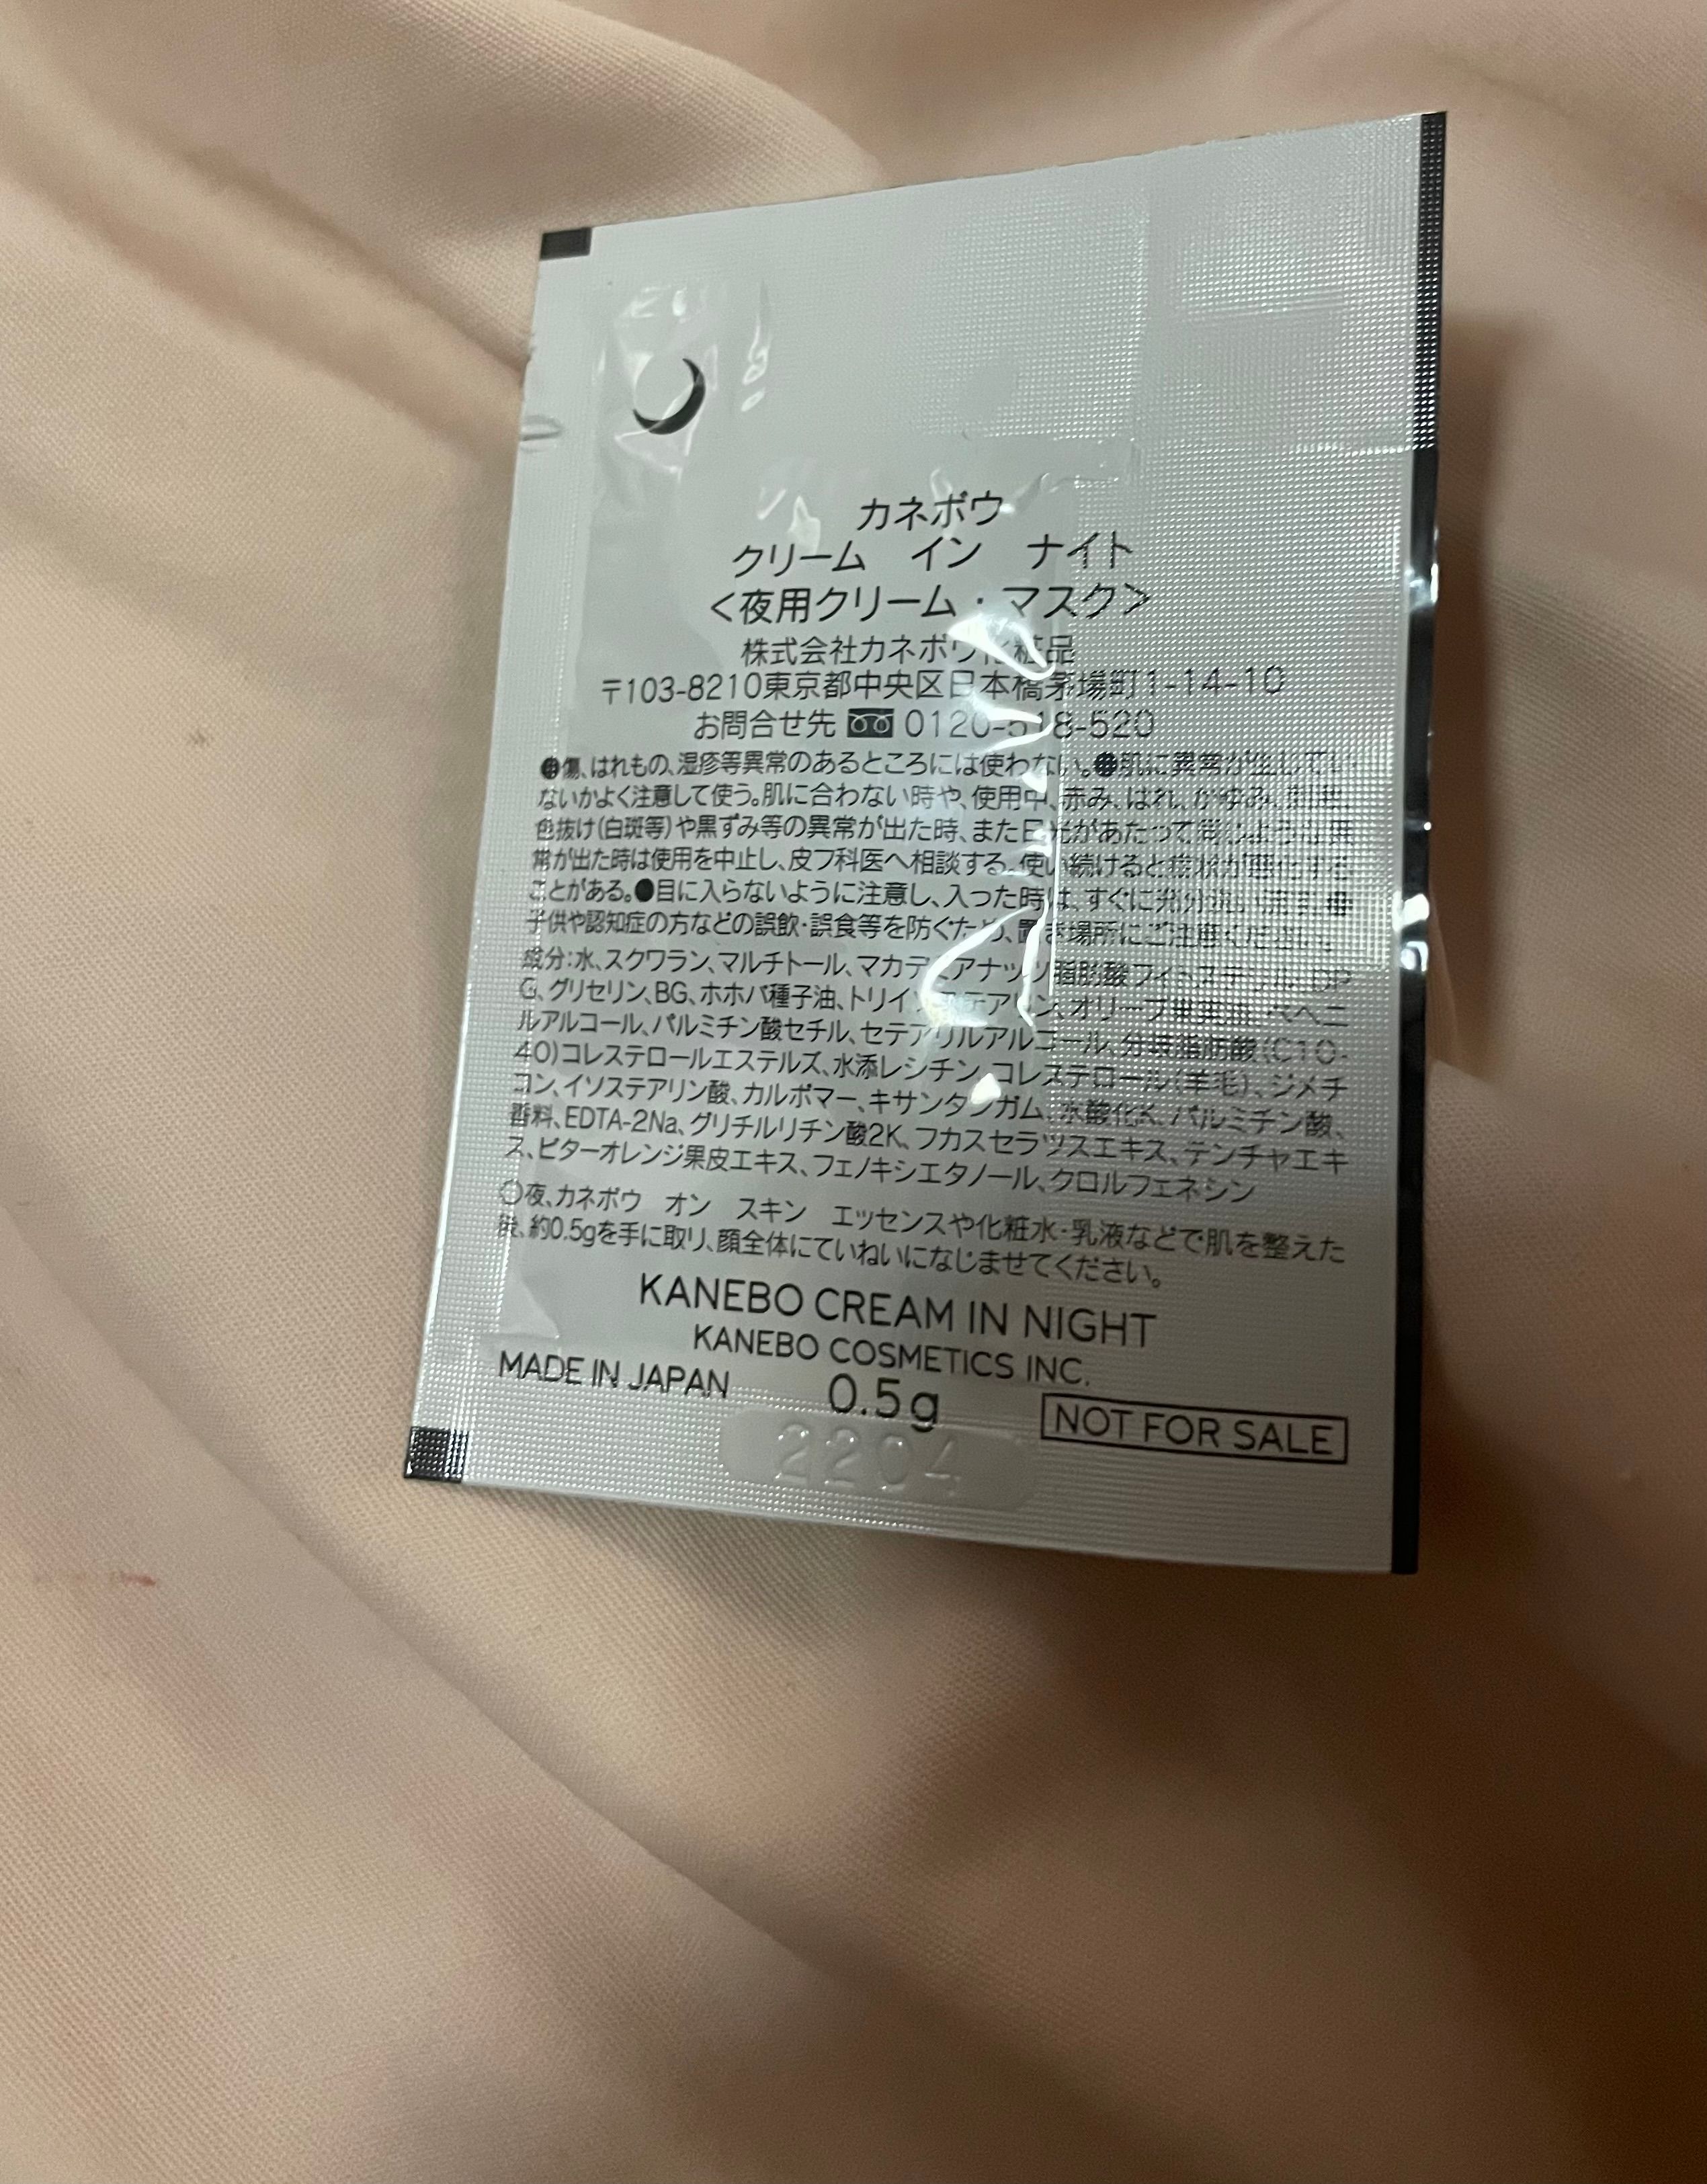 カネボウ
クリーム イン ナイト
<夜用クリーム・マスク>
株式会社カネボウ化粧品
〒103-8210東京都中央区日本橋茅場町1-14-10
お問合せ先 0120-518-520
●傷、はれもの、湿疹等異常のあるところには使わない。●肌に異常が生じてい
ないかよく注意して使う。肌に合わない時や、使用中、赤み、はれ、かゆみ、刺激、
色抜け(白斑等)や黒ずみ等の異常が出た時、また日光があたって同じような異
常が出た時は使用を中止し、皮フ科医へ相談する。使い続けると症状が悪化する
ことがある。●目に入らないように注意し、入った時は、すぐに充分洗い流す。●
子供や認知症の方などの誤飲・誤食等を防ぐため、置き場所にご注意ください。
成分:水、スクワラン、マルチトール、マカデミアナッツ脂肪酸フィトステリル、DP
G、グリセリン、BG、ホホバ種子油、トリイソステアリン、オリーブ果実油、ベヘニ
ルアルコール、パルミチン酸セチル、セテアリルアルコール、分岐脂肪酸(C10-
40)コレステロールエステルズ、水添レシチン、コレステロール(羊毛)、ジメチ
コン、イソステアリン酸、カルボマー、キサンタンガム、水酸化K、パルミチン酸、
香料、EDTA-2Na、グリチルリチン酸2K、フカスセラツスエキス、テンチャエキ
ス、ビターオレンジ果皮エキス、フェノキシエタノール、クロルフェネシン
○夜、カネボウ オン スキン エッセンスや化粧水・乳液などで肌を整えた
後、約0.5gを手に取り、顔全体にていねいになじませてください。
KANEBO CREAM IN NIGHT
KANEBO COSMETICS INC.
MADE IN JAPAN 0.5g NOT FOR SALE
2204